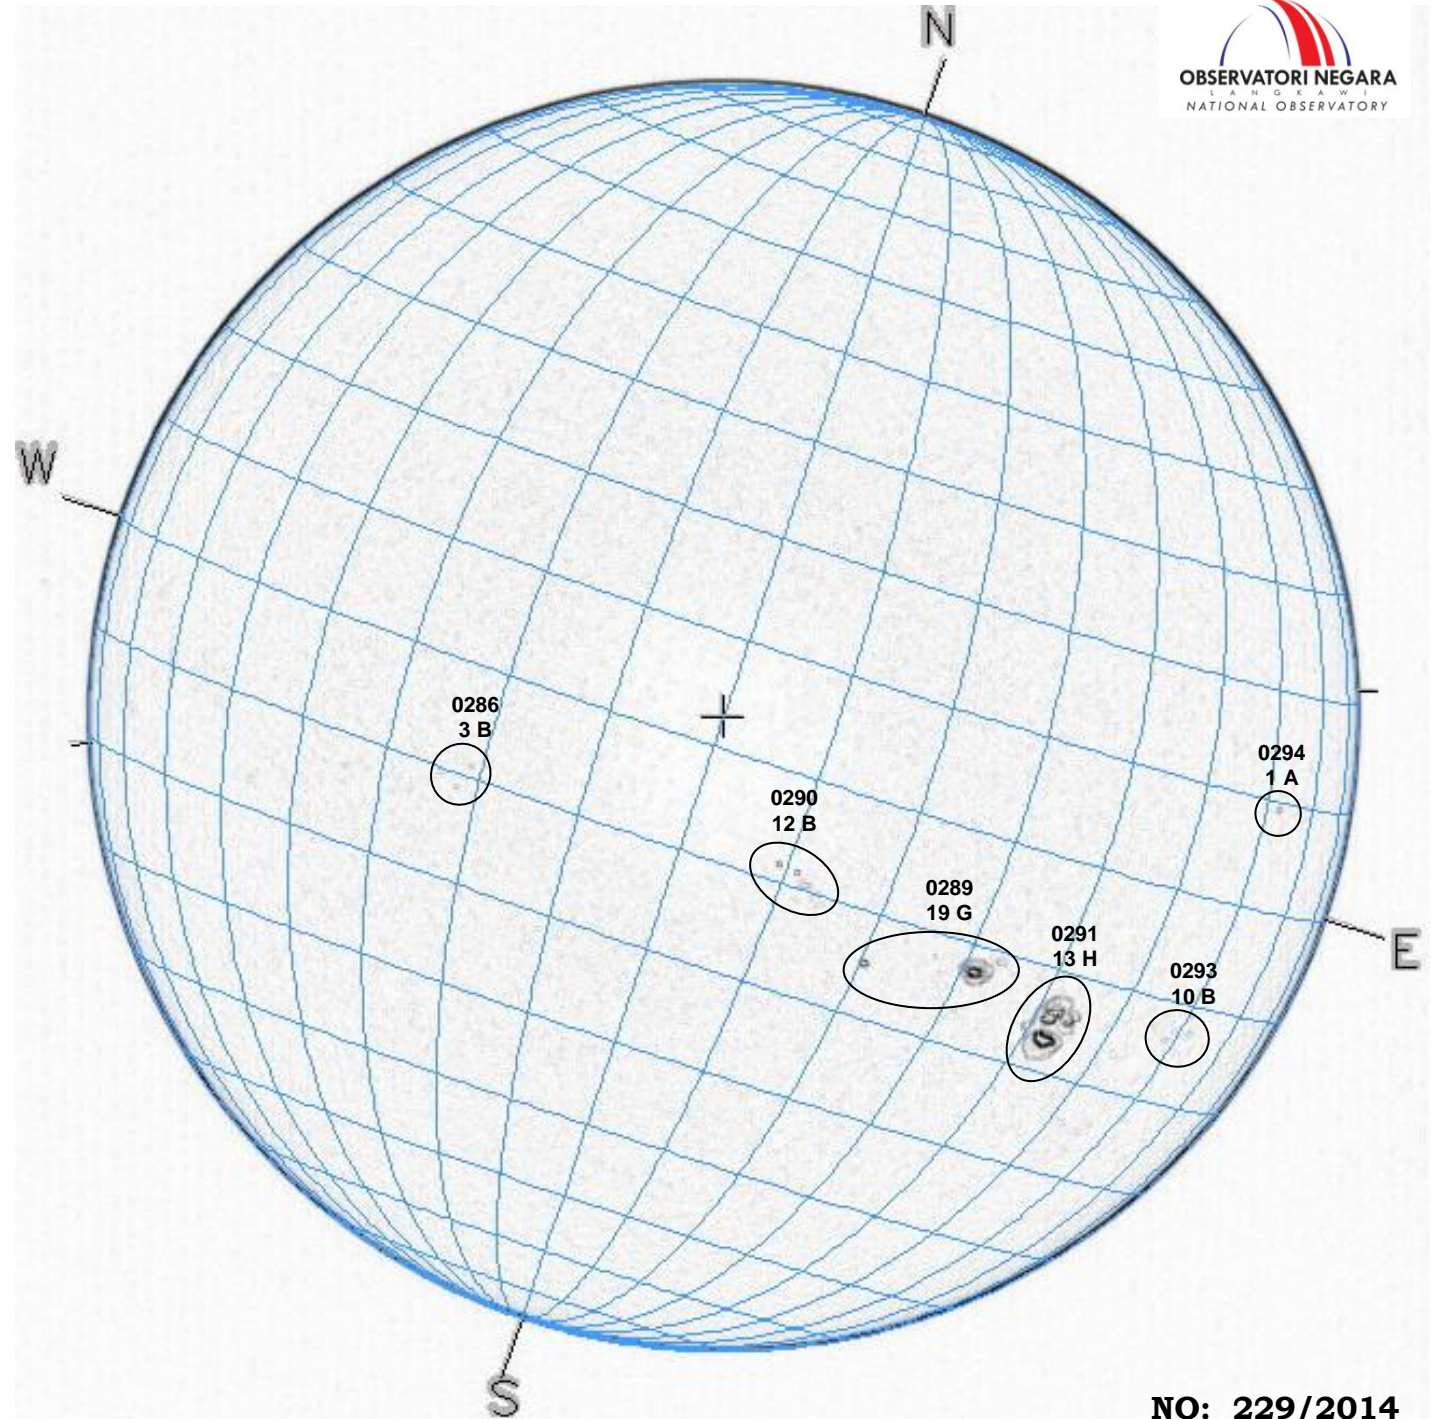 N
OBSERVATORI NEGARA
LANGKAWI
NATIONAL OBSERVATORY
W
0286
3 B
0294
1 A
0290
12 B
0289
19 G
0291
13 H
E
0293
10 B
S
NO: 229/2014